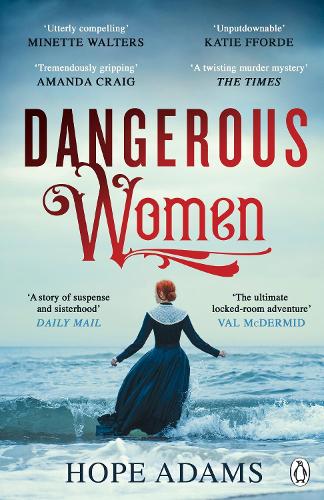 ‘Utterly compelling’
MINETTE WALTERS
‘Unputdownable’
KATIE FFORDE
‘Tremendously gripping’
AMANDA CRAIG
‘A twisting murder mystery’
THE TIMES
DANGEROUS
Women
‘A story of suspense
and sisterhood’
DAILY MAIL
‘The ultimate
locked-room adventure’
VAL McDERMID
HOPE ADAMS